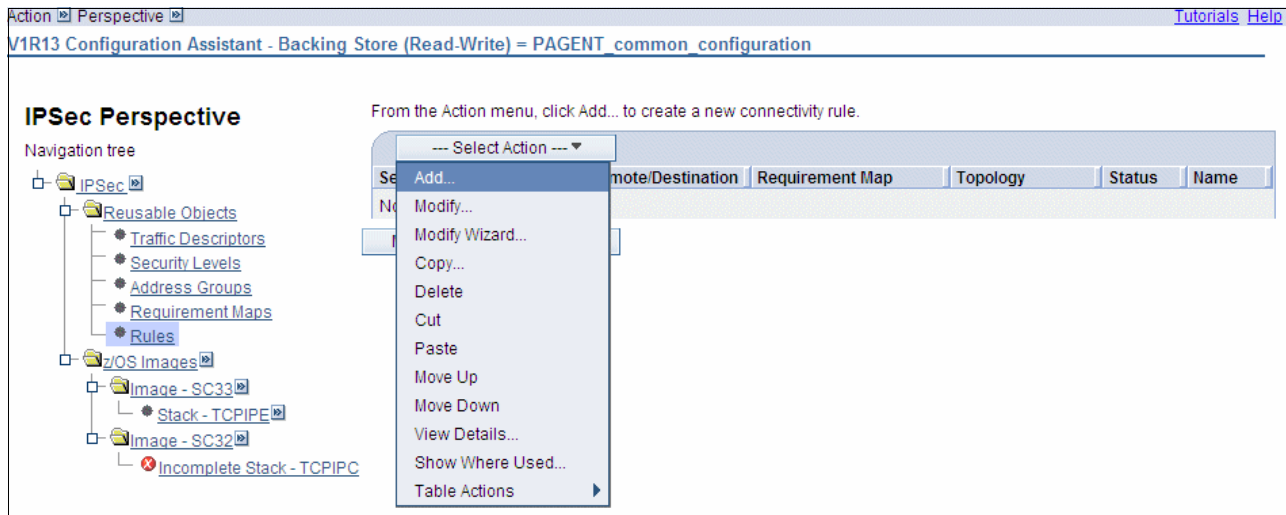 Action Perspective Tutorials Help
V1R13 Configuration Assistant - Backing Store (Read-Write) = PAGENT_common_configuration
IPSec Perspective
Navigation tree
IPSec
Reusable Objects
Traffic Descriptors
Security Levels
Address Groups
Requirement Maps
Rules
z/OS Images
Image - SC33
Stack - TCPIPE
Image - SC32
Incomplete Stack - TCPIPC
From the Action menu, click Add... to create a new connectivity rule.
--- Select Action ---
Requirement Map Topology Status Name
Add...
Modify...
Modify Wizard...
Copy...
Delete
Cut
Paste
Move Up
Move Down
View Details...
Show Where Used...
Table Actions